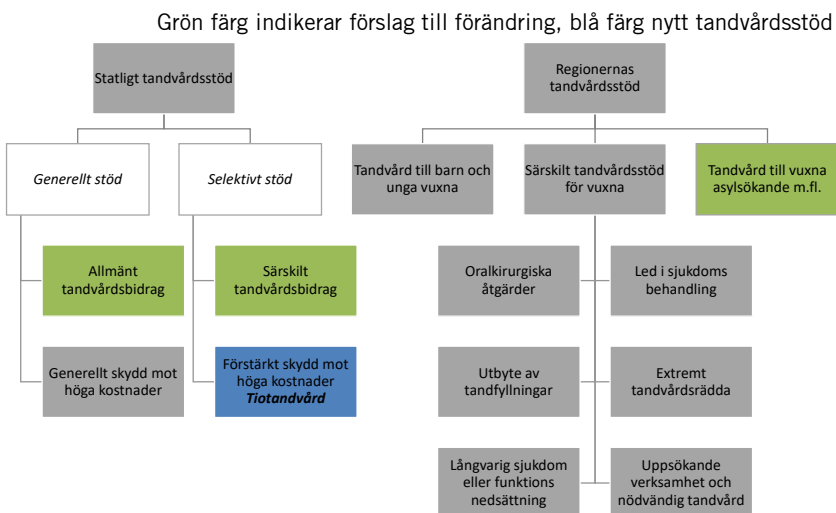 Grön färg indikerar förslag till förändring, blå färg nytt tandvårdsstöd
Statligt tandvårdsstöd
Generellt stöd
Selektivt stöd
Allmänt
tandvårdsbidrag
Särskilt
tandvårdsbidrag
Generellt skydd mot
höga kostnader
Förstärkt skydd mot
höga kostnader
Tiotandvård
Regionernas
tandvårdsstöd
Tandvård till barn och
unga vuxna
Särskilt tandvårdsstöd
för vuxna
Tandvård till vuxna
asylsökande m.fl.
Oralkirurgiska
åtgärder
Led i sjukdoms
behandling
Utbyte av
tandfyllningar
Extremt
tandvårdsrädda
Långvarig sjukdom
eller funktions
nedsättning
Uppsökande
verksamhet och
nödvändig tandvård